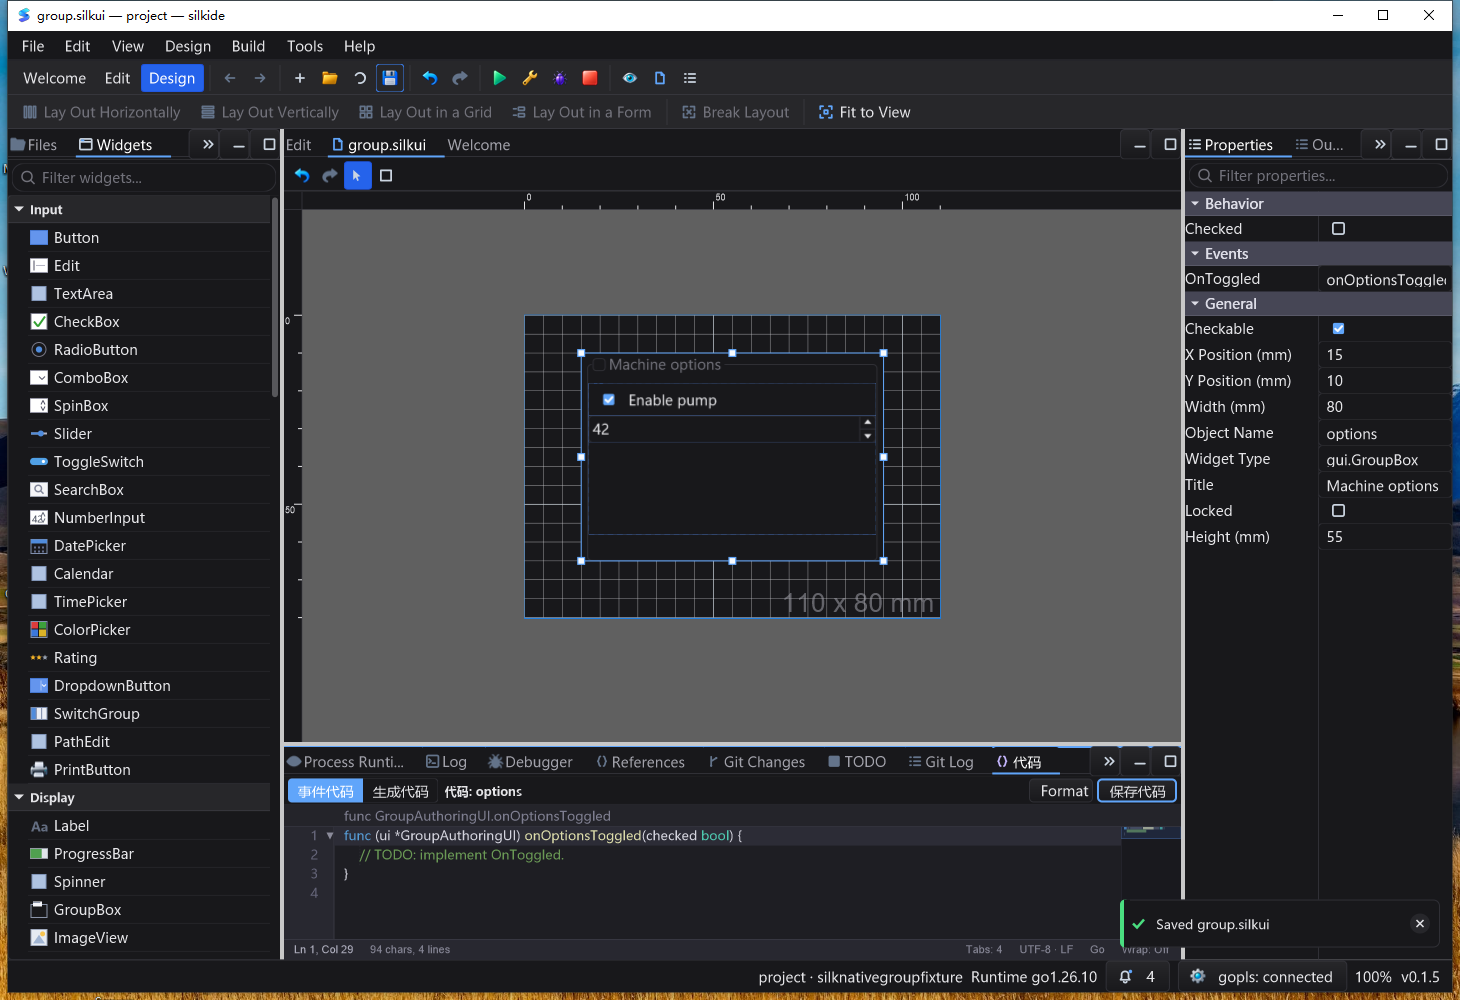 group.silkui — project — silkide
File Edit View Design Build Tools Help
Welcome Edit Design
Lay Out Horizontally Lay Out Vertically Lay Out in a Grid Lay Out in a Form Break Layout Fit to View
Files Widgets
Filter widgets...
Input
Button
Edit
TextArea
CheckBox
RadioButton
ComboBox
SpinBox
Slider
ToggleSwitch
SearchBox
NumberInput
DatePicker
Calendar
TimePicker
ColorPicker
Rating
DropdownButton
SwitchGroup
PathEdit
PrintButton
Display
Label
ProgressBar
Spinner
GroupBox
ImageView
Edit group.silkui Welcome
0 50 100
0
50
Machine options
Enable pump
42
110 x 80 mm
Properties Ou...
Filter properties...
Behavior
Checked
Events
OnToggled onOptionsToggled
General
Checkable
X Position (mm) 15
Y Position (mm) 10
Width (mm) 80
Object Name options
Widget Type gui.GroupBox
Title Machine options
Locked
Height (mm) 55
Process Runti... Log Debugger References Git Changes TODO Git Log 代码
事件代码 生成代码 代码: options Format 保存代码
func GroupAuthoringUI.onOptionsToggled
1 func (ui *GroupAuthoringUI) onOptionsToggled(checked bool) {
2 // TODO: implement OnToggled.
3 }
4
Ln 1, Col 29 94 chars, 4 lines Tabs: 4 UTF-8 · LF Go Wrap: Off
Saved group.silkui
project · silknativegroupfixture Runtime go1.26.10 4 gopls: connected 100% v0.1.5